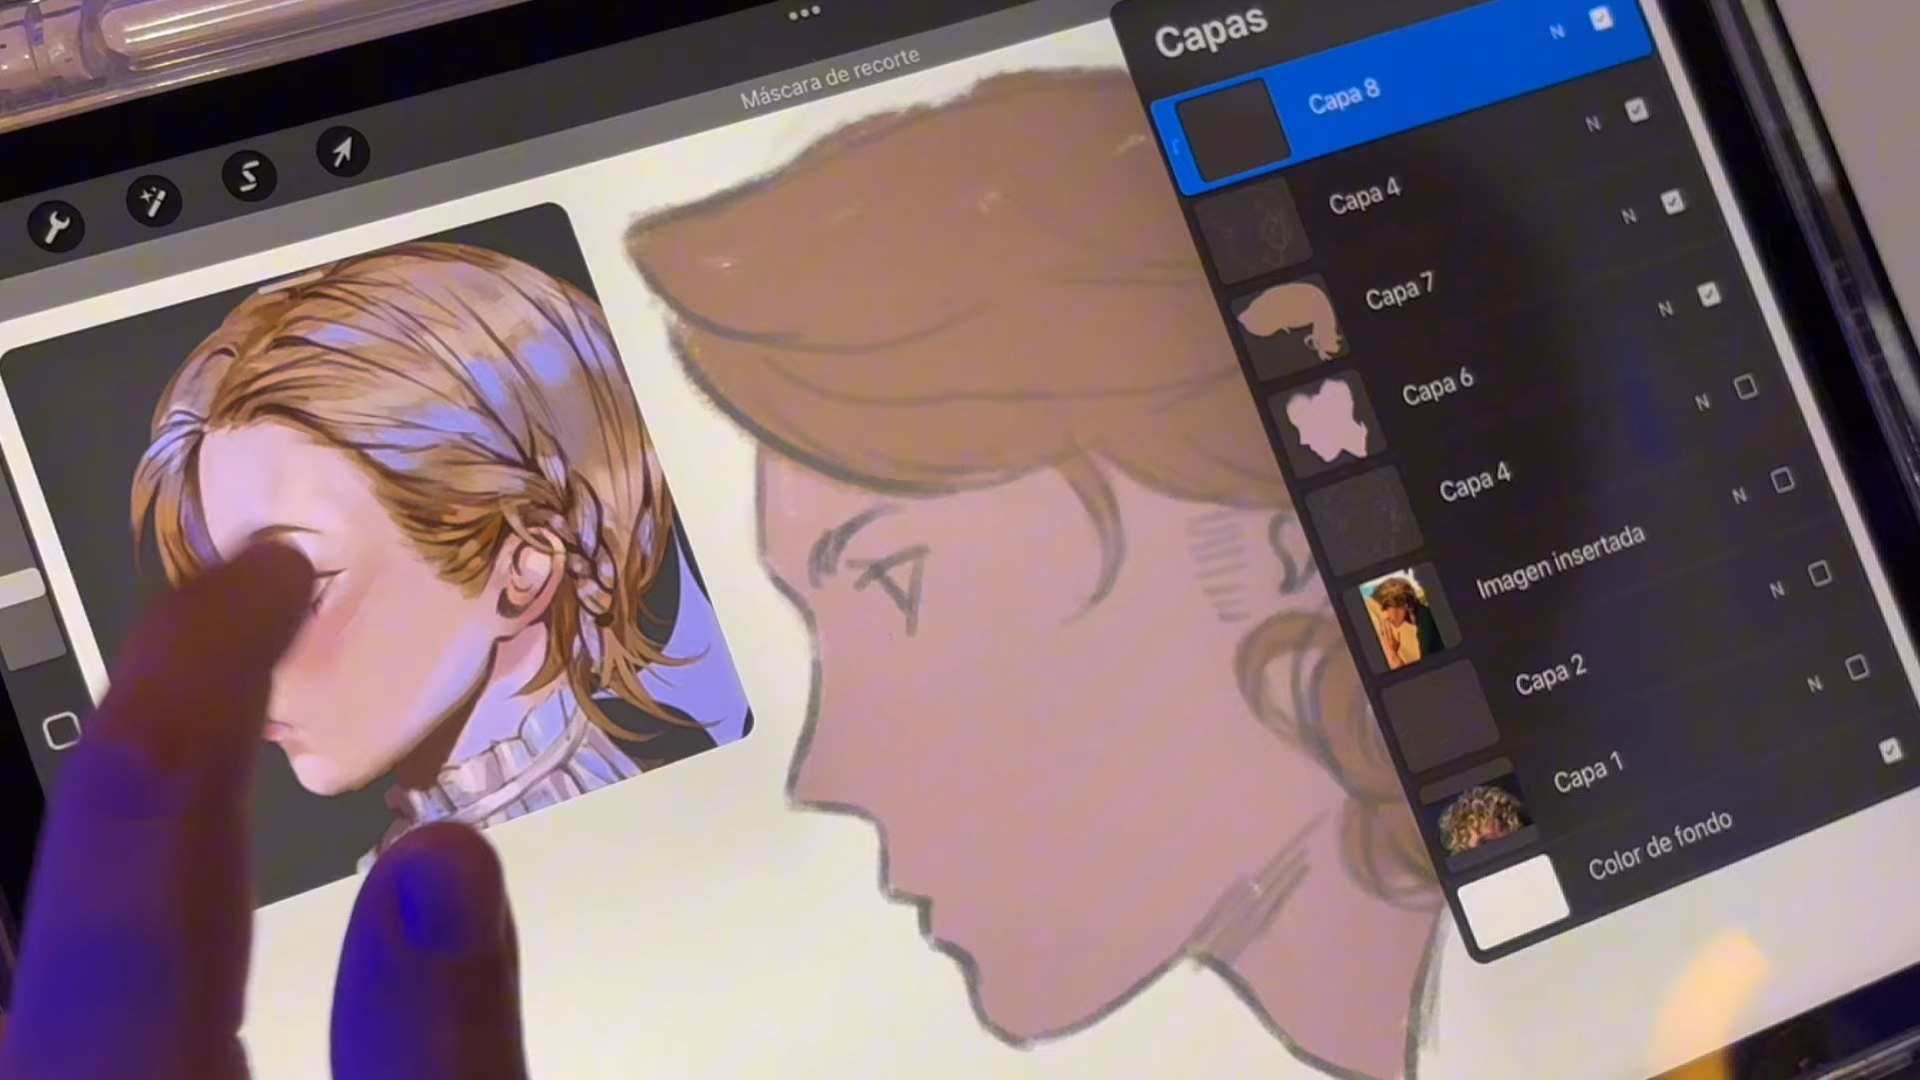 Máscara de recorte
Capas
Capa 8
N
Capa 4
N
Capa 7
N
Capa 6
N
Capa 4
N
Imagen insertada
N
Capa 2
N
Capa 1
N
Color de fondo